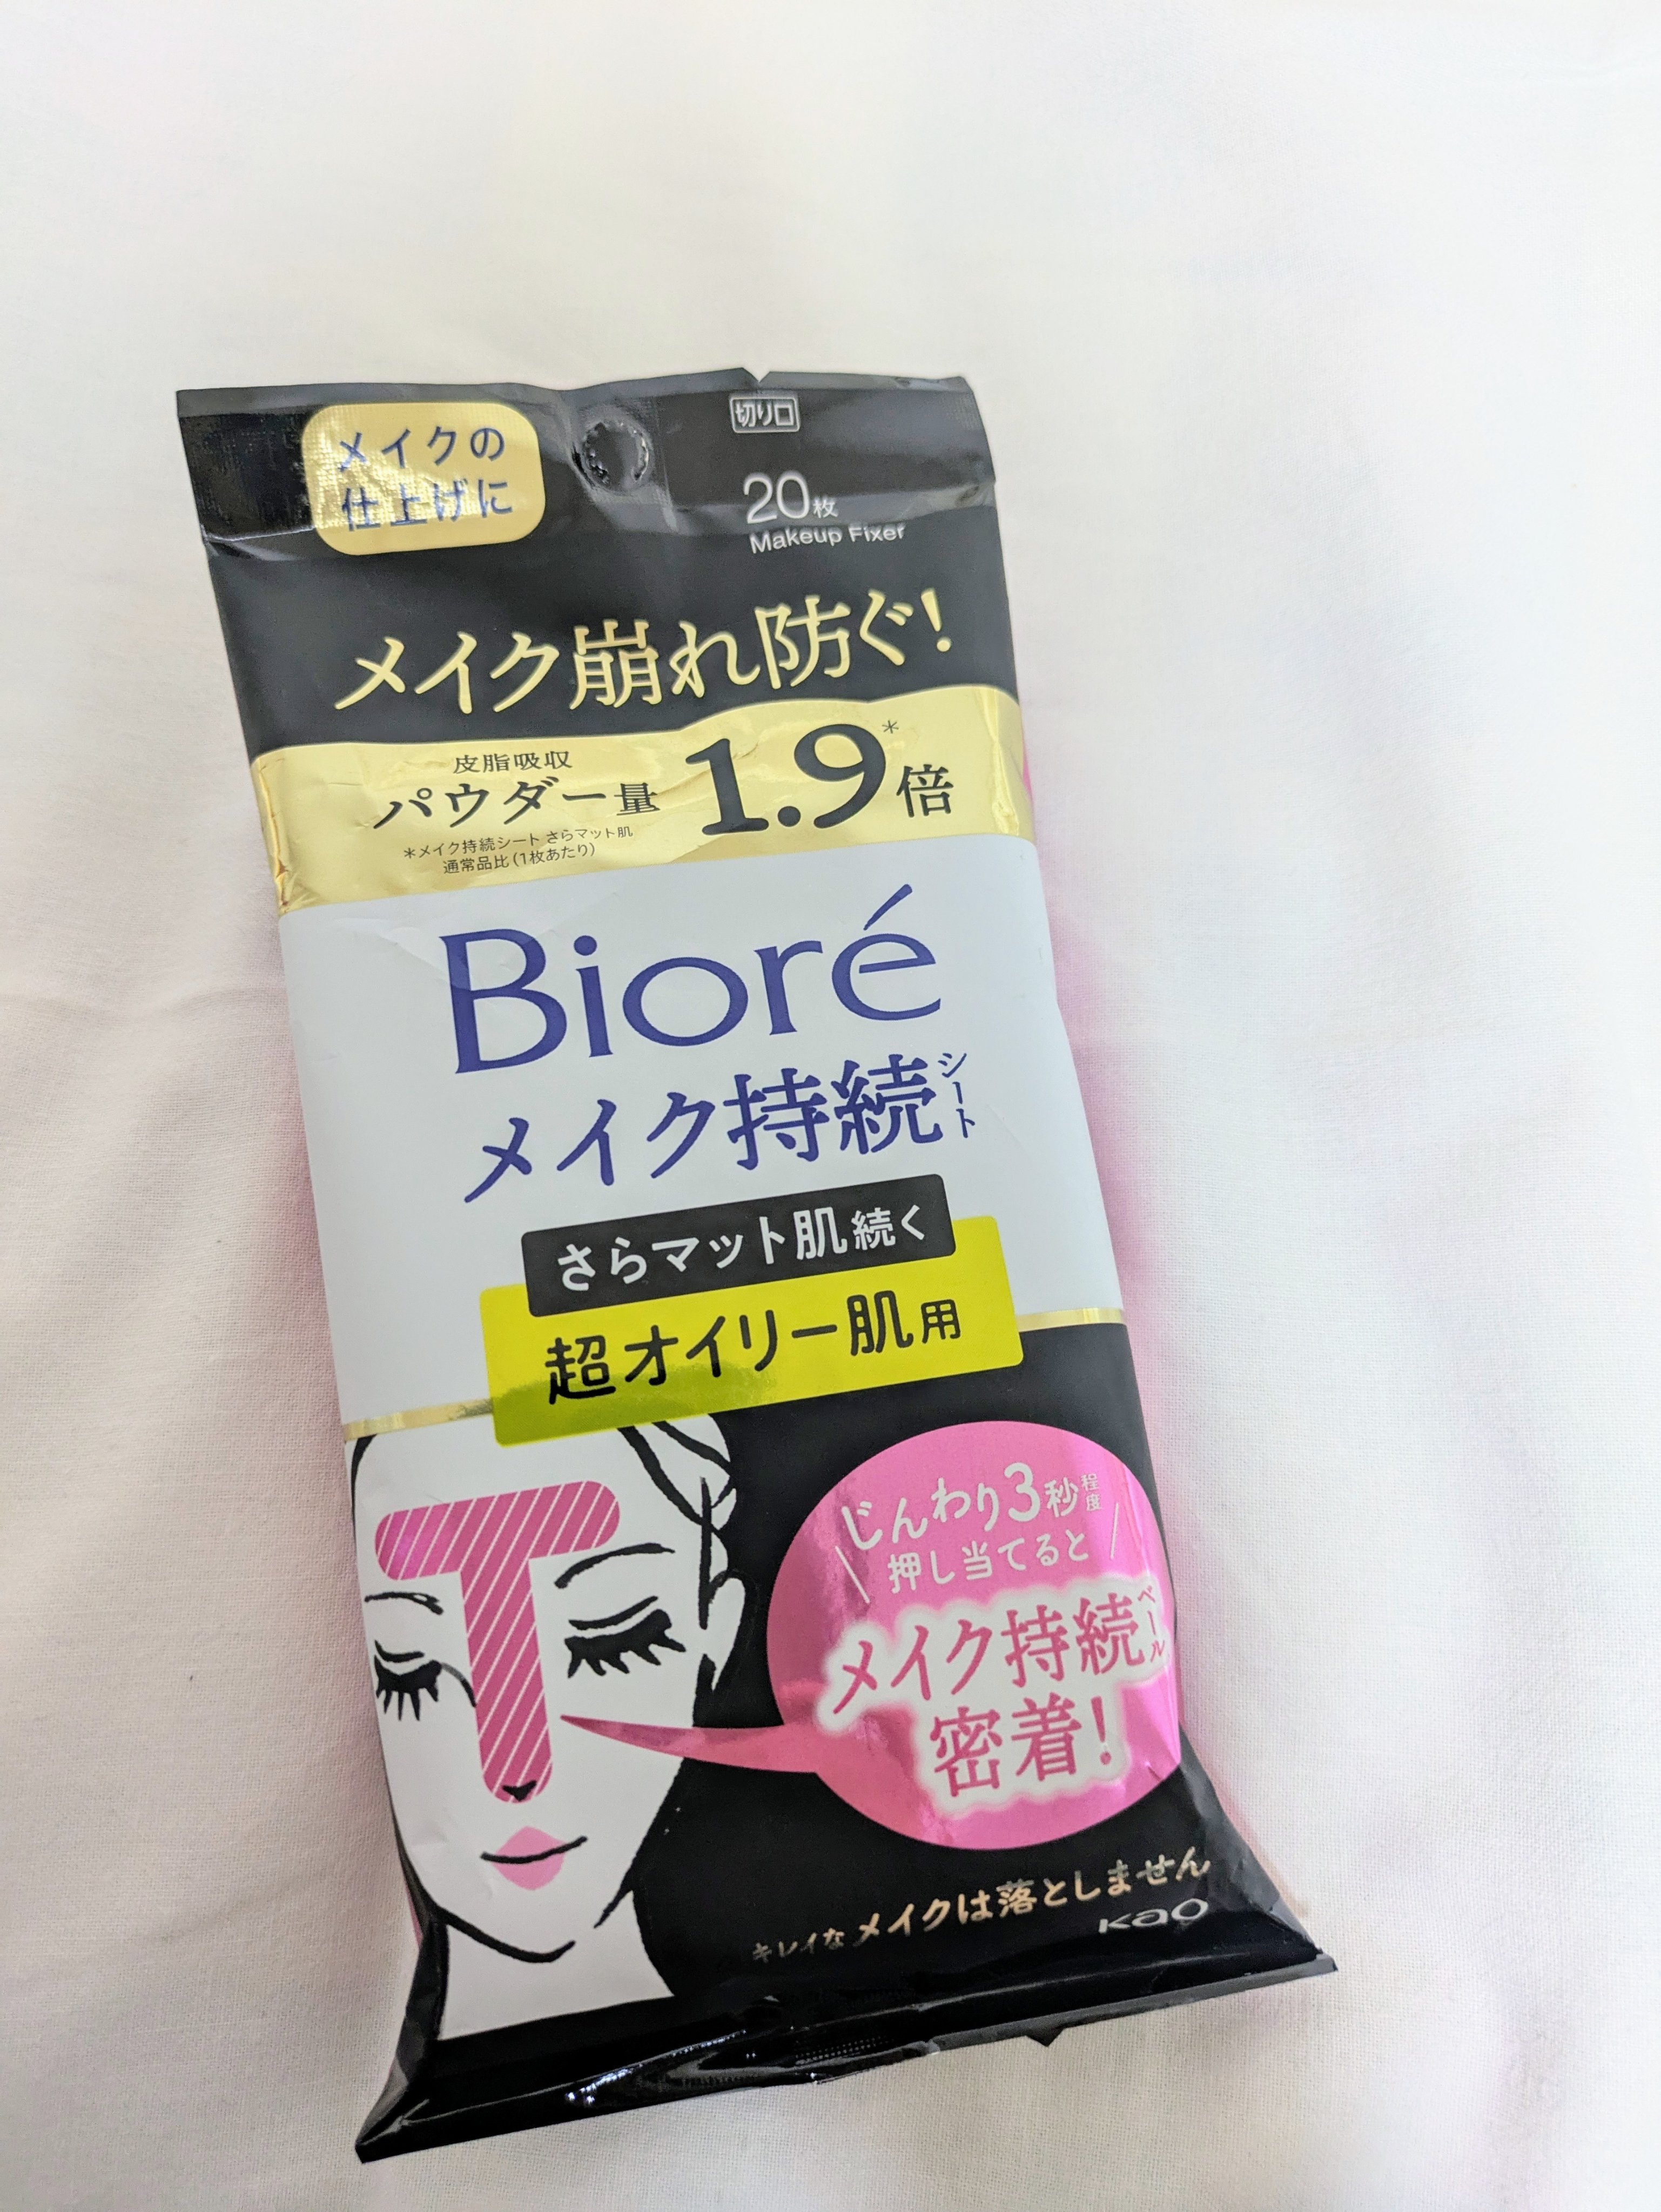 メイクの
仕上げに
切り口
20枚
Makeup Fixer
メイク崩れ防ぐ!
皮脂吸収
パウダー量 1.9*倍
*メイク持続シート さらマット肌
通常品比(1枚あたり)
Bioré
メイク持続シート
さらマット肌続く
超オイリー肌用
じんわり3秒程度
押し当てると
メイク持続ベール
密着!
キレイなメイクは落としません
Kao